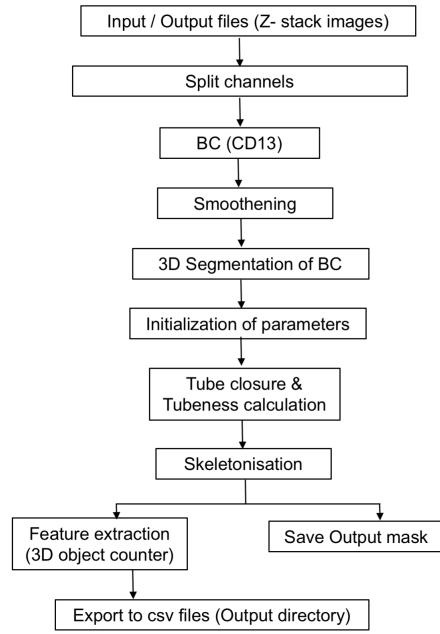 Input / Output files (Z- stack images)
Split channels
BC (CD13)
Smoothening
3D Segmentation of BC
Initialization of parameters
Tube closure &
Tubeness calculation
Skeletonisation
Feature extraction
(3D object counter)
Save Output mask
Export to csv files (Output directory)